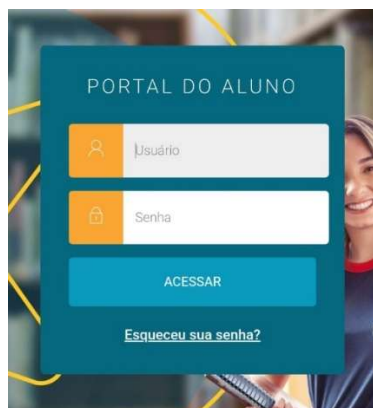 PORTAL DO ALUNO
Usuário
Senha
ACESSAR
Esqueceu sua senha?